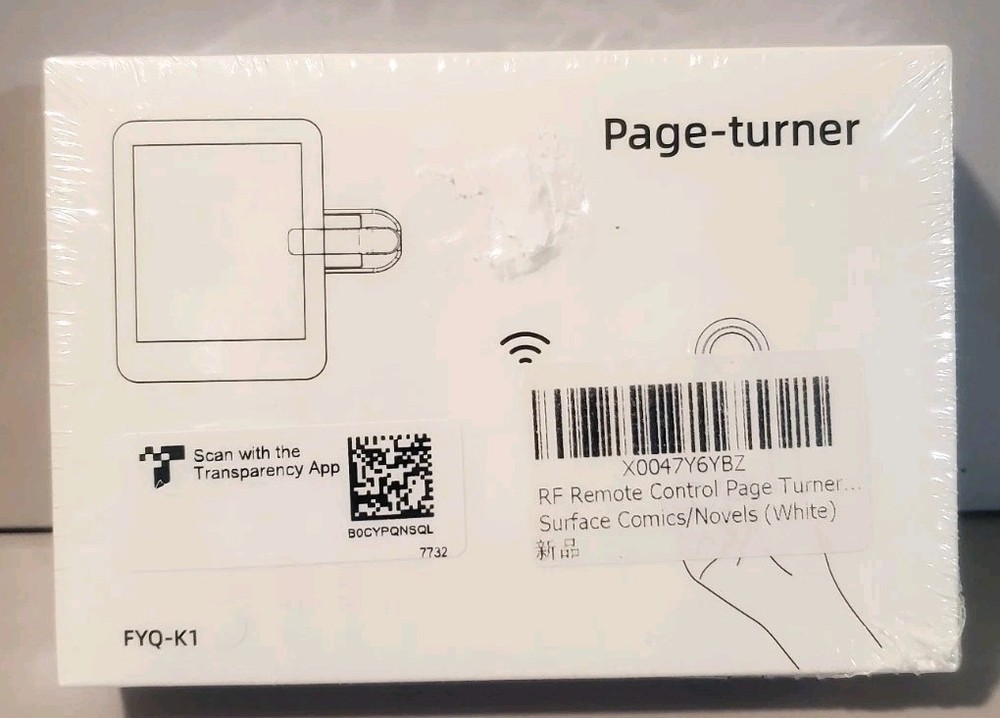 Page-turner
Scan with the
Transparency App
B0CYPQNSQL
7732
X0047Y6YBZ
RF Remote Control Page Turner...
Surface Comics/Novels (White)
新品
FYQ-K1